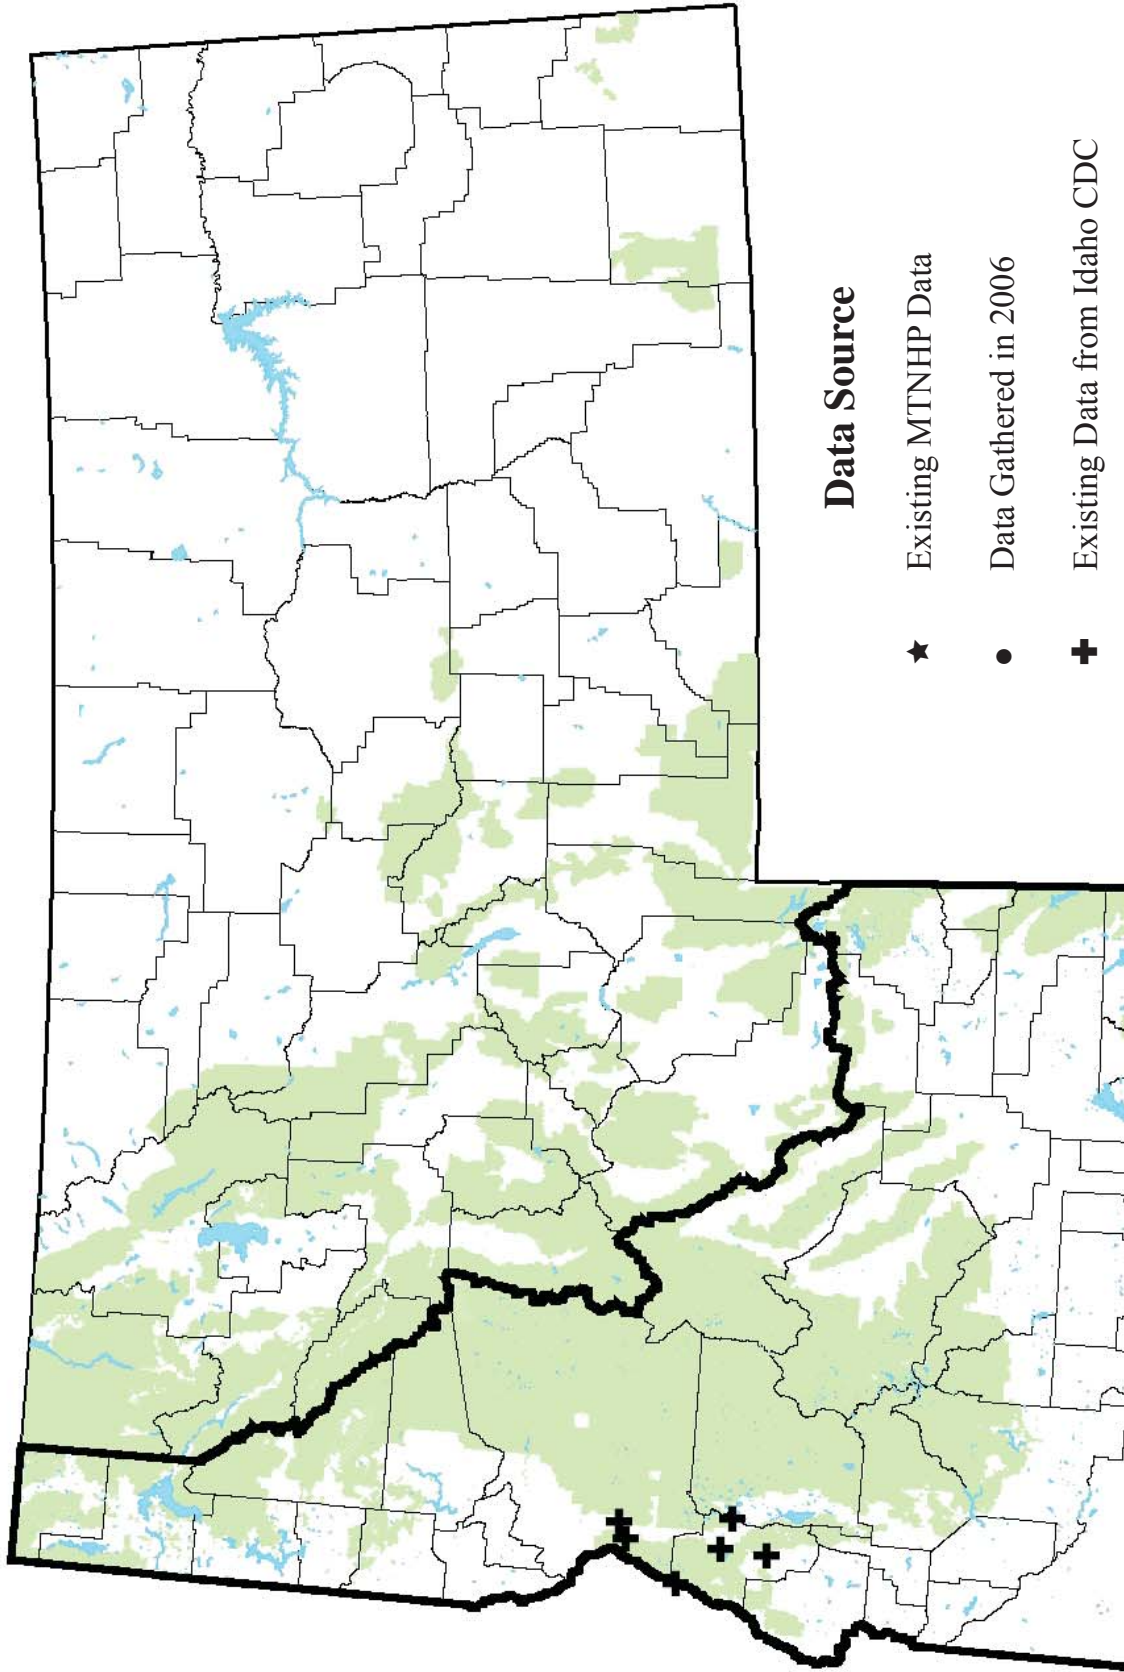 Data Source
Existing MTNHP Data
Data Gathered in 2006
Existing Data from Idaho CDC